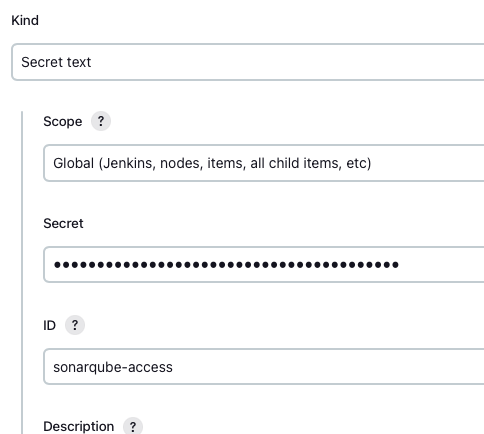 Kind
Secret text
Scope ?
Global (Jenkins, nodes, items, all child items, etc)
Secret
••••••••••••••••••••••••••••••••••••••••
ID ?
sonarqube-access
Description ?